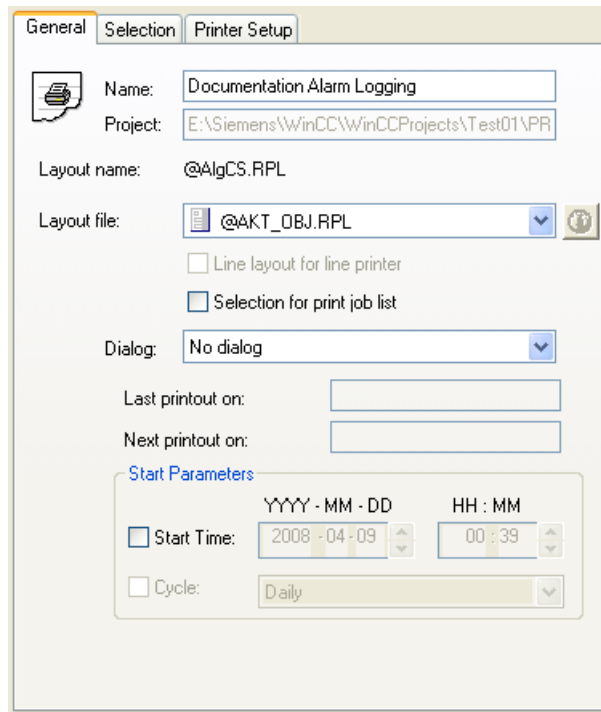 General Selection Printer Setup
Name: Documentation Alarm Logging
Project: E:\Siemens\WinCC\WinCCProjects\Test01\PR
Layout name: @AlgCS.RPL
Layout file: @AKT_OBJ.RPL
Line layout for line printer
Selection for print job list
Dialog: No dialog
Last printout on:
Next printout on:
Start Parameters
YYYY - MM - DD HH : MM
Start Time: 2008 - 04 - 09 00 : 39
Cycle: Daily